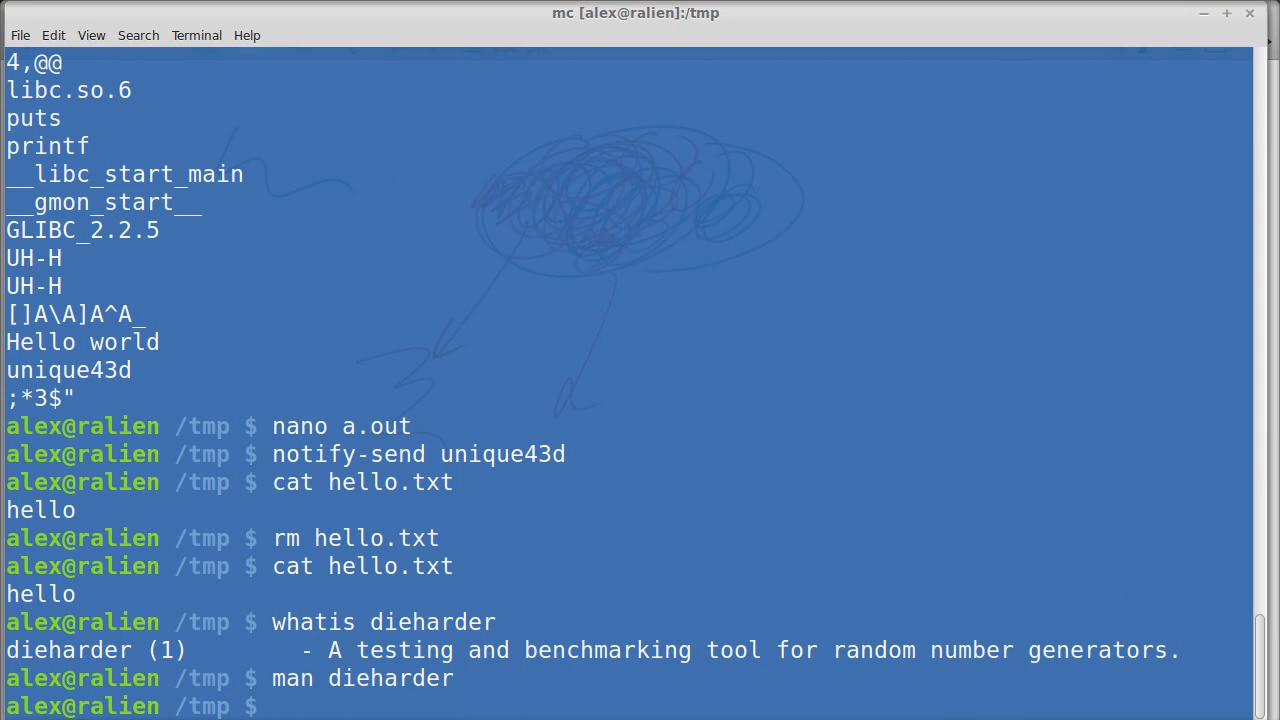 mc [alex@ralien]:/tmp
File Edit View Search Terminal Help
4,@@
libc.so.6
puts
printf
__libc_start_main
__gmon_start__
GLIBC_2.2.5
UH-H
UH-H
[]A\A]A^A_
Hello world
unique43d
;*3$"
alex@ralien /tmp $ nano a.out
alex@ralien /tmp $ notify-send unique43d
alex@ralien /tmp $ cat hello.txt
hello
alex@ralien /tmp $ rm hello.txt
alex@ralien /tmp $ cat hello.txt
hello
alex@ralien /tmp $ whatis dieharder
dieharder (1)        - A testing and benchmarking tool for random number generators.
alex@ralien /tmp $ man dieharder
alex@ralien /tmp $